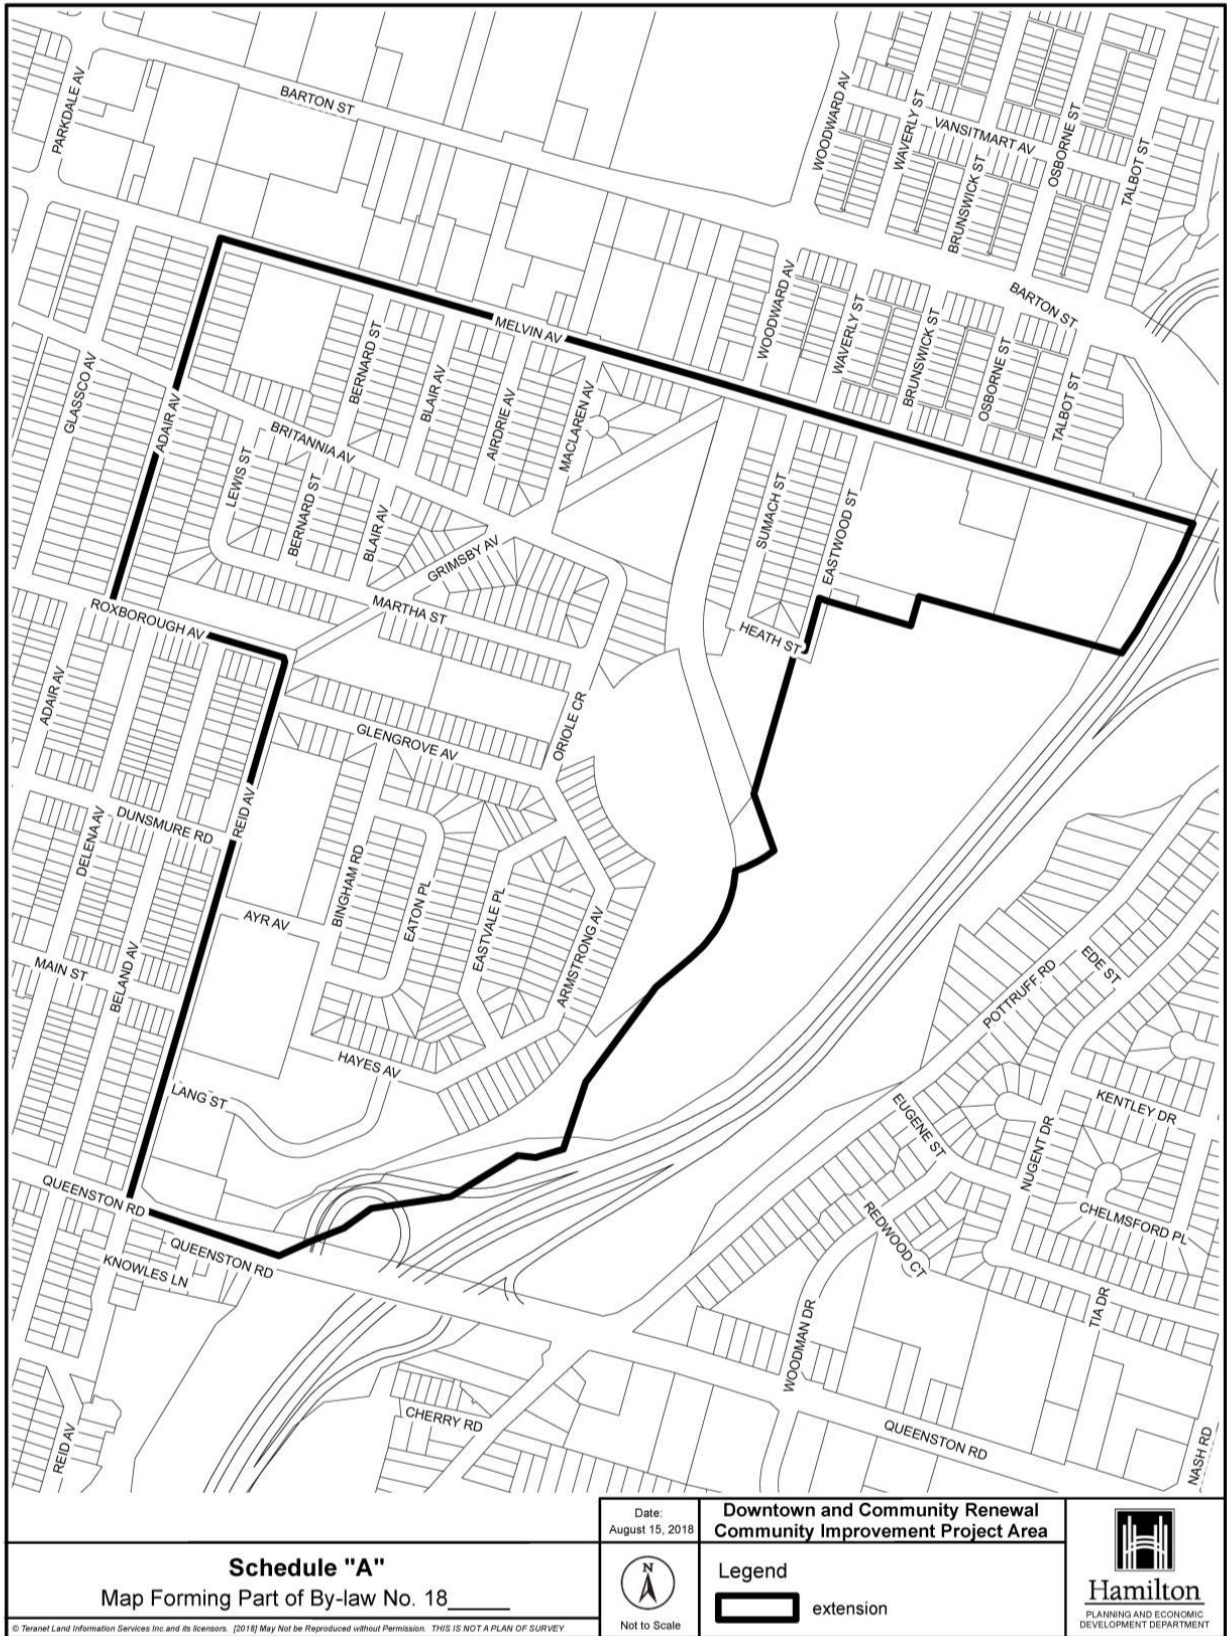 PARKDALE AV
BARTON ST
WOODWARD AV
WAVERLY ST
VANSITMART AV
BRUNSWICK ST
OSBORNE ST
TALBOT ST
BARTON ST
WOODWARD AV
WAVERLY ST
BRUNSWICK ST
OSBORNE ST
TALBOT ST
MELVIN AV
GLASSCO AV
ADAIR AV
BERNARD ST
BLAIR AV
AIRDRIE AV
MACLAREN AV
BRITANNIA AV
LEWIS ST
BERNARD ST
BLAIR AV
GRIMSBY AV
SUMACH ST
EASTWOOD ST
MARTHA ST
HEATH ST
ROXBOROUGH AV
ADAIR AV
ORIOLE CR
GLENGROVE AV
REID AV
DUNSMURE RD
DELENA AV
BINGHAM RD
EATON PL
EASTVALE PL
ARMSTRONG AV
AYR AV
MAIN ST
BELAND AV
HAYES AV
LANG ST
POTTRUFF RD
EDE ST
KENTLEY DR
EUGENE ST
NUGENT DR
CHELMSFORD PL
REDWOOD CT
TIA DR
WOODMAN DR
QUEENSTON RD
QUEENSTON RD
KNOWLES LN
CHERRY RD
QUEENSTON RD
NASH RD
REID AV
Schedule "A"
Map Forming Part of By-law No. 18_____
© Teranet Land Information Services Inc.and its licensors. [2018] May Not be Reproduced without Permission. THIS IS NOT A PLAN OF SURVEY
Date:
August 15, 2018
N
Not to Scale
Downtown and Community Renewal
Community Improvement Project Area
Legend
extension
Hamilton
PLANNING AND ECONOMIC
DEVELOPMENT DEPARTMENT